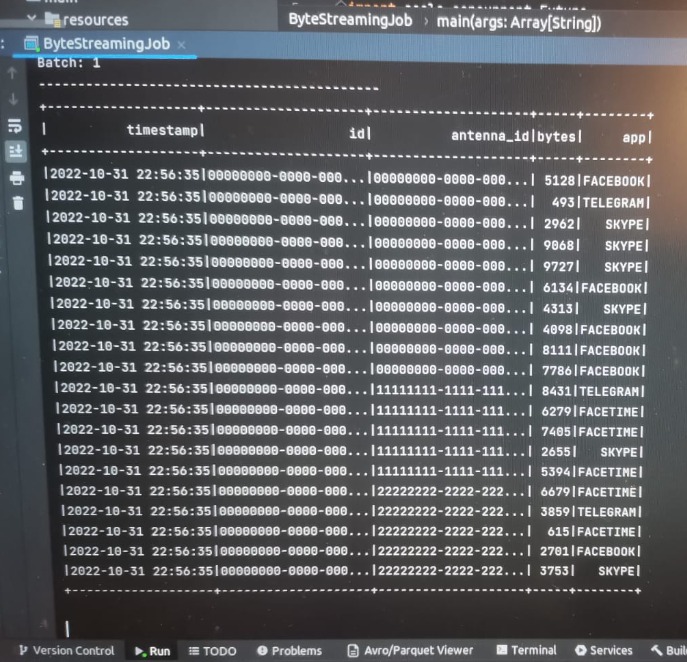 resources
ByteStreamingJob › main(args: Array[String])
ByteStreamingJob ×
Batch: 1
-------------------------------------------
+-------------------+--------------------+--------------------+-----+--------+
|          timestamp|                  id|          antenna_id|bytes|     app|
+-------------------+--------------------+--------------------+-----+--------+
|2022-10-31 22:56:35|00000000-0000-000...|00000000-0000-000...| 5128|FACEBOOK|
|2022-10-31 22:56:35|00000000-0000-000...|00000000-0000-000...|  493|TELEGRAM|
|2022-10-31 22:56:35|00000000-0000-000...|00000000-0000-000...| 2962|   SKYPE|
|2022-10-31 22:56:35|00000000-0000-000...|00000000-0000-000...| 9068|   SKYPE|
|2022-10-31 22:56:35|00000000-0000-000...|00000000-0000-000...| 9727|   SKYPE|
|2022-10-31 22:56:35|00000000-0000-000...|00000000-0000-000...| 6134|FACEBOOK|
|2022-10-31 22:56:35|00000000-0000-000...|00000000-0000-000...| 4313|   SKYPE|
|2022-10-31 22:56:35|00000000-0000-000...|00000000-0000-000...| 4098|FACEBOOK|
|2022-10-31 22:56:35|00000000-0000-000...|00000000-0000-000...| 8111|FACEBOOK|
|2022-10-31 22:56:35|00000000-0000-000...|00000000-0000-000...| 7786|FACEBOOK|
|2022-10-31 22:56:35|00000000-0000-000...|11111111-1111-111...| 8431|TELEGRAM|
|2022-10-31 22:56:35|00000000-0000-000...|11111111-1111-111...| 6279|FACETIME|
|2022-10-31 22:56:35|00000000-0000-000...|11111111-1111-111...| 7405|FACETIME|
|2022-10-31 22:56:35|00000000-0000-000...|11111111-1111-111...| 2655|   SKYPE|
|2022-10-31 22:56:35|00000000-0000-000...|11111111-1111-111...| 5394|FACETIME|
|2022-10-31 22:56:35|00000000-0000-000...|22222222-2222-222...| 6679|FACETIME|
|2022-10-31 22:56:35|00000000-0000-000...|22222222-2222-222...| 3859|TELEGRAM|
|2022-10-31 22:56:35|00000000-0000-000...|22222222-2222-222...|  615|FACETIME|
|2022-10-31 22:56:35|00000000-0000-000...|22222222-2222-222...| 2701|FACEBOOK|
|2022-10-31 22:56:35|00000000-0000-000...|22222222-2222-222...| 3753|   SKYPE|
+-------------------+--------------------+--------------------+-----+--------+
Version Control Run TODO Problems Avro/Parquet Viewer Terminal Services